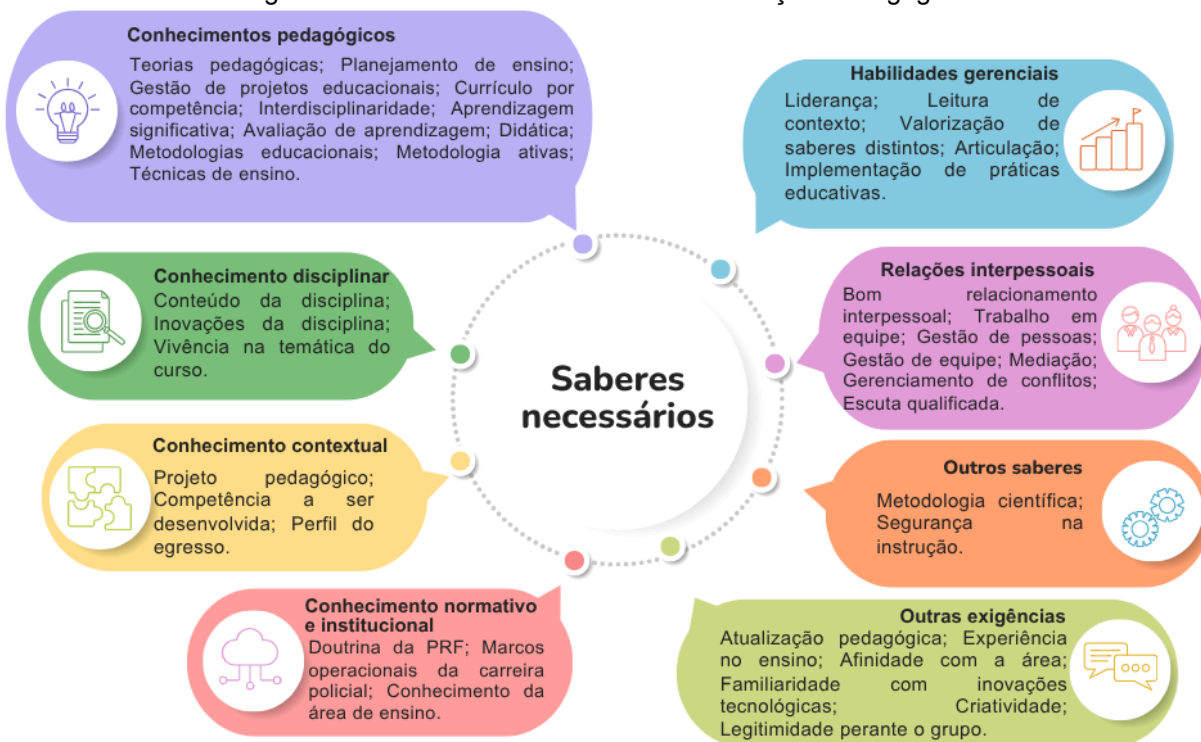 Conhecimentos pedagógicos
Teorias pedagógicas; Planejamento de ensino;
Gestão de projetos educacionais; Currículo por
competência; Interdisciplinaridade; Aprendizagem
significativa; Avaliação de aprendizagem; Didática;
Metodologias educacionais; Metodologia ativas;
Técnicas de ensino.
Habilidades gerenciais
Liderança; Leitura de
contexto; Valorização de
saberes distintos; Articulação;
Implementação de práticas
educativas.
Conhecimento disciplinar
Conteúdo da disciplina;
Inovações da disciplina;
Vivência na temática do
curso.
Relações interpessoais
Bom relacionamento
interpessoal; Trabalho em
equipe; Gestão de pessoas;
Gestão de equipe; Mediação;
Gerenciamento de conflitos;
Escuta qualificada.
Saberes
necessários
Conhecimento contextual
Projeto pedagógico;
Competência a ser
desenvolvida; Perfil do
egresso.
Outros saberes
Metodologia científica;
Segurança na
instrução.
Conhecimento normativo
e institucional
Doutrina da PRF; Marcos
operacionais da carreira
policial; Conhecimento da
área de ensino.
Outras exigências
Atualização pedagógica; Experiência
no ensino; Afinidade com a área;
Familiaridade com inovações
tecnológicas; Criatividade;
Legitimidade perante o grupo.